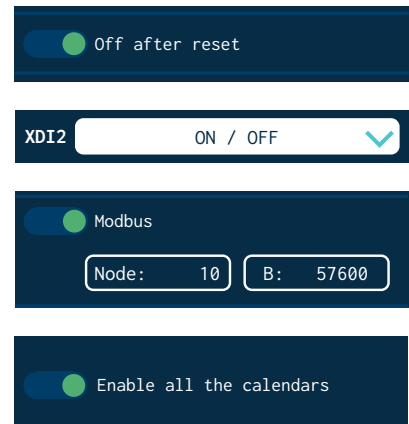 Off after reset
XDI2 ON / OFF
Modbus
Node: 10 B: 57600
Enable all the calendars